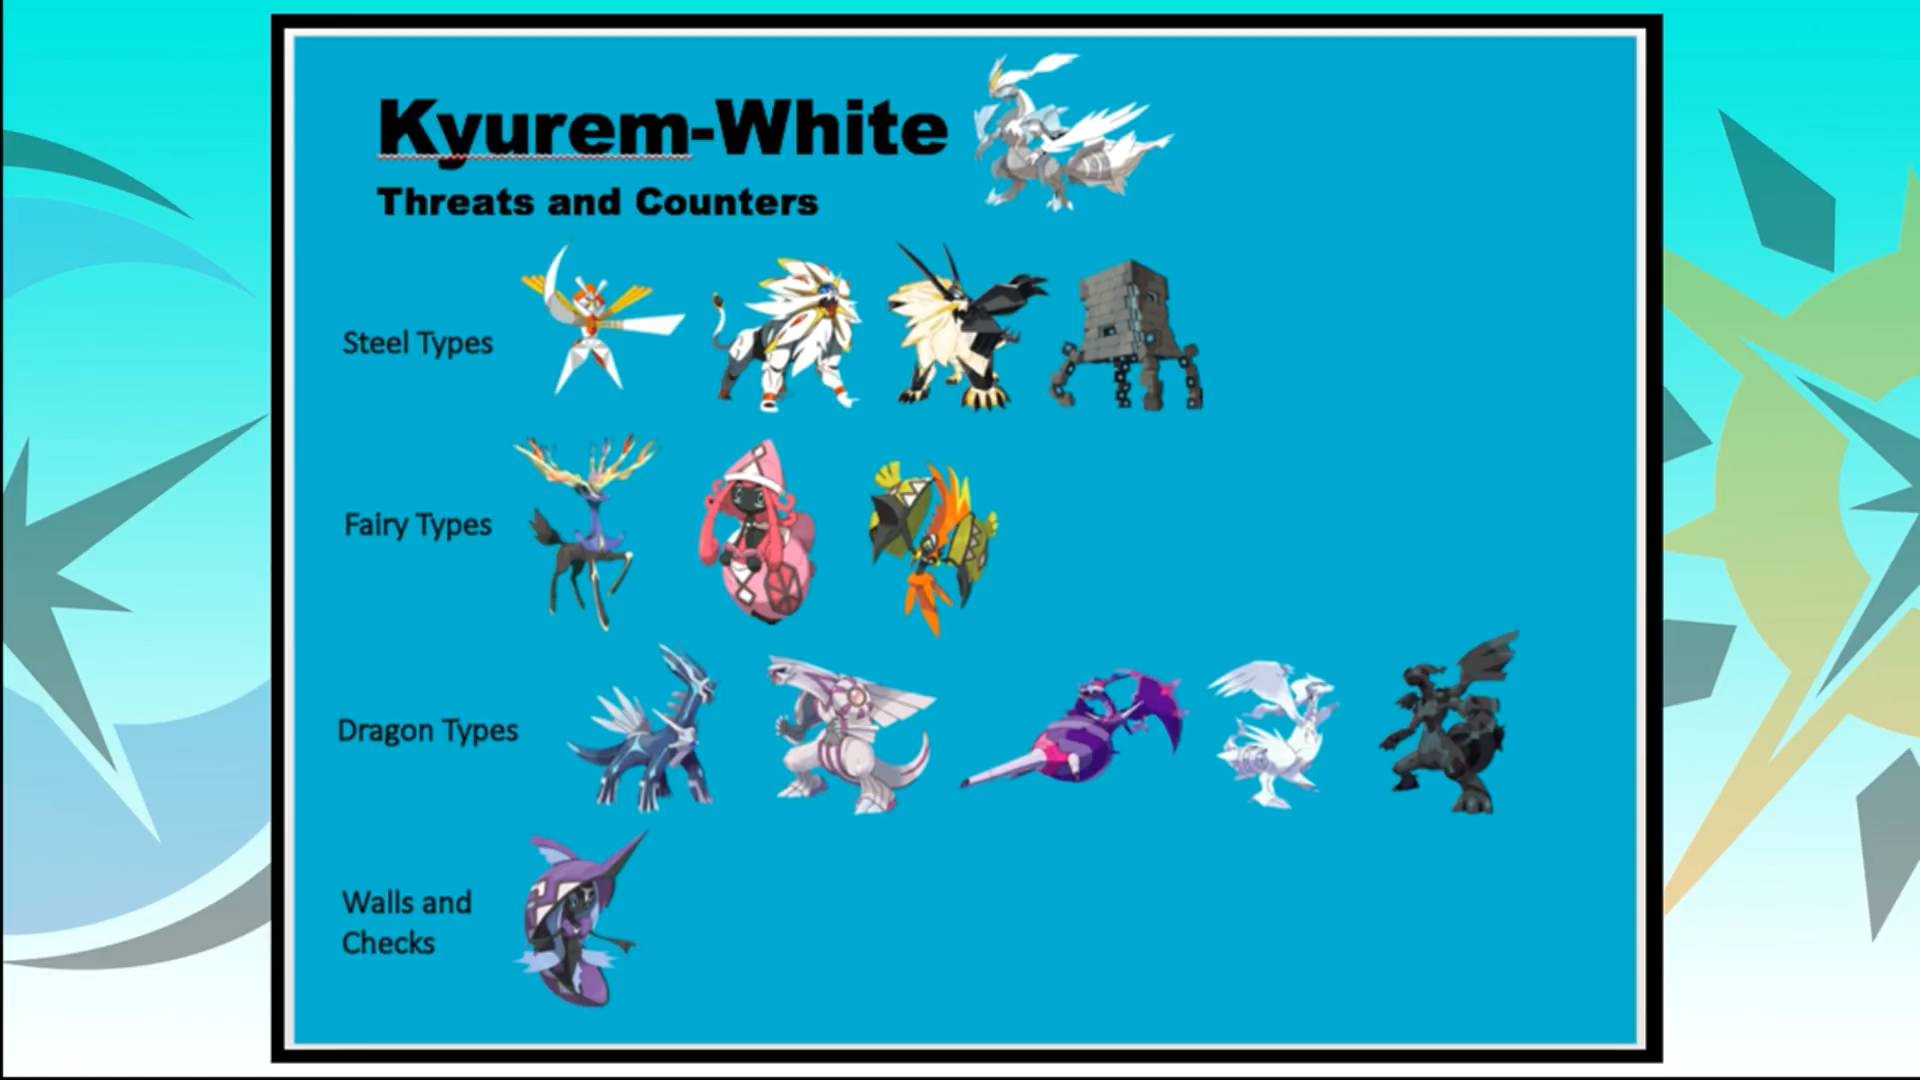 Kyurem-White
Threats and Counters
Steel Types
Fairy Types
Dragon Types
Walls and
Checks